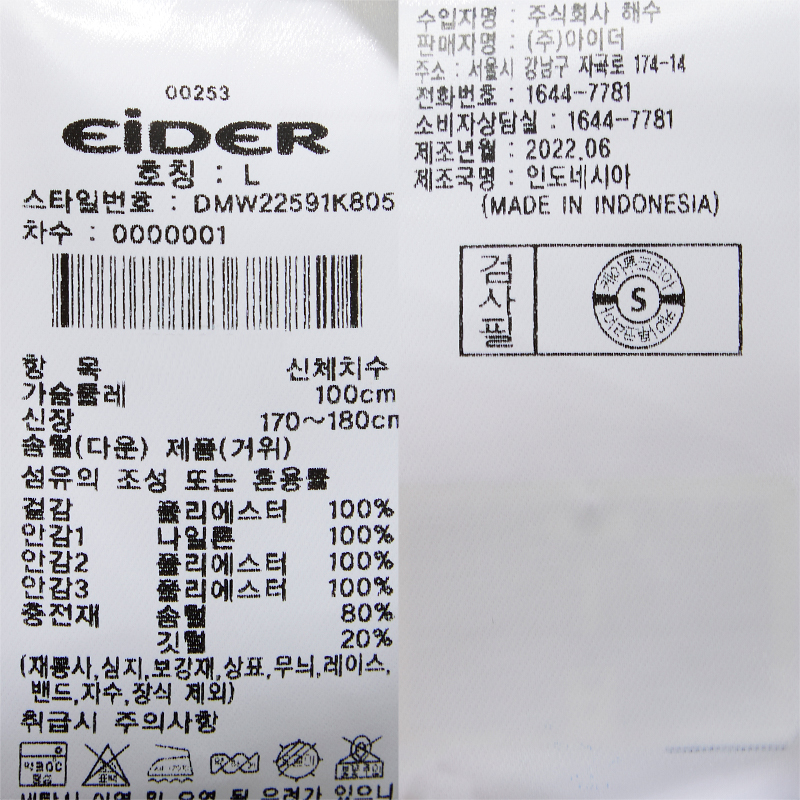 00253
EiDER
호칭 : L
스타일번호 : DMW22591K805
차수 : 0000001
항 목 신체치수
가슴둘레 100cm
신장 170~180cm
솜털(다운) 제품(거위)
섬유의 조성 또는 혼용률
겉감 폴리에스터 100%
안감1 나일론 100%
안감2 폴리에스터 100%
안감3 폴리에스터 100%
충전재 솜털 80%
깃털 20%
(재봉사,심지,보강재,상표,무늬,레이스,
밴드,자수,장식 제외)
취급시 주의사항
수입자명 : 주식회사 해수
판매자명 : (주)아이더
주소 : 서울시 강남구 자곡로 174-14
전화번호 : 1644-7781
소비자상담실 : 1644-7781
제조년월 : 2022.06
제조국명 : 인도네시아
(MADE IN INDONESIA)
검사필
S